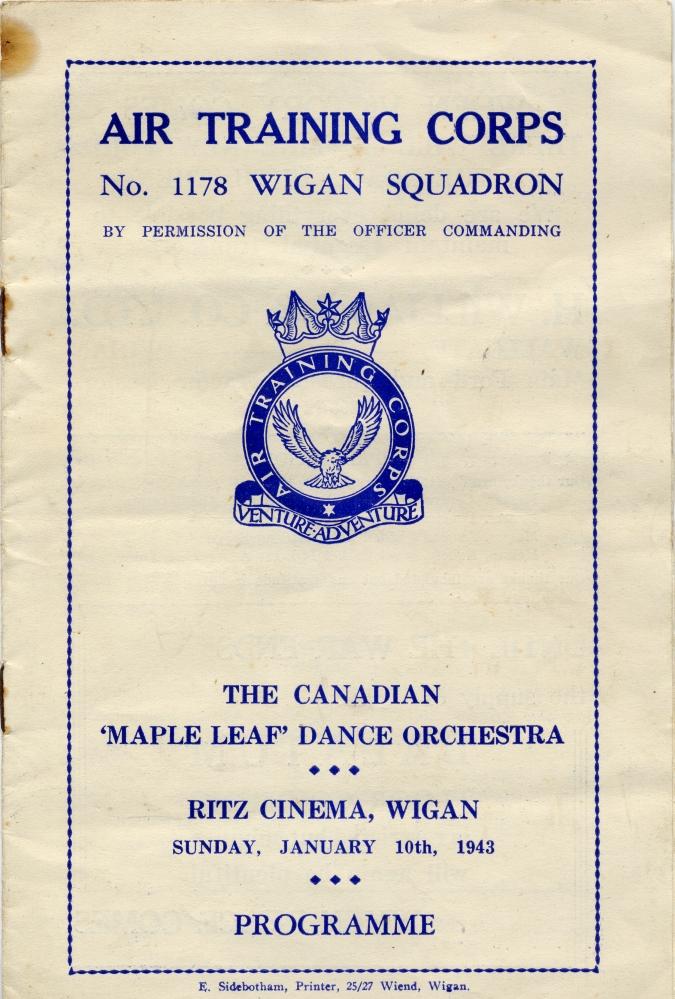 AIR TRAINING CORPS
No. 1178 WIGAN SQUADRON
BY PERMISSION OF THE OFFICER COMMANDING
AIR TRAINING CORPS
VENTURE-ADVENTURE
THE CANADIAN
‘MAPLE LEAF’ DANCE ORCHESTRA
RITZ CINEMA, WIGAN
SUNDAY, JANUARY 10th, 1943
PROGRAMME
E. Sidebotham, Printer, 25/27 Wiend, Wigan.